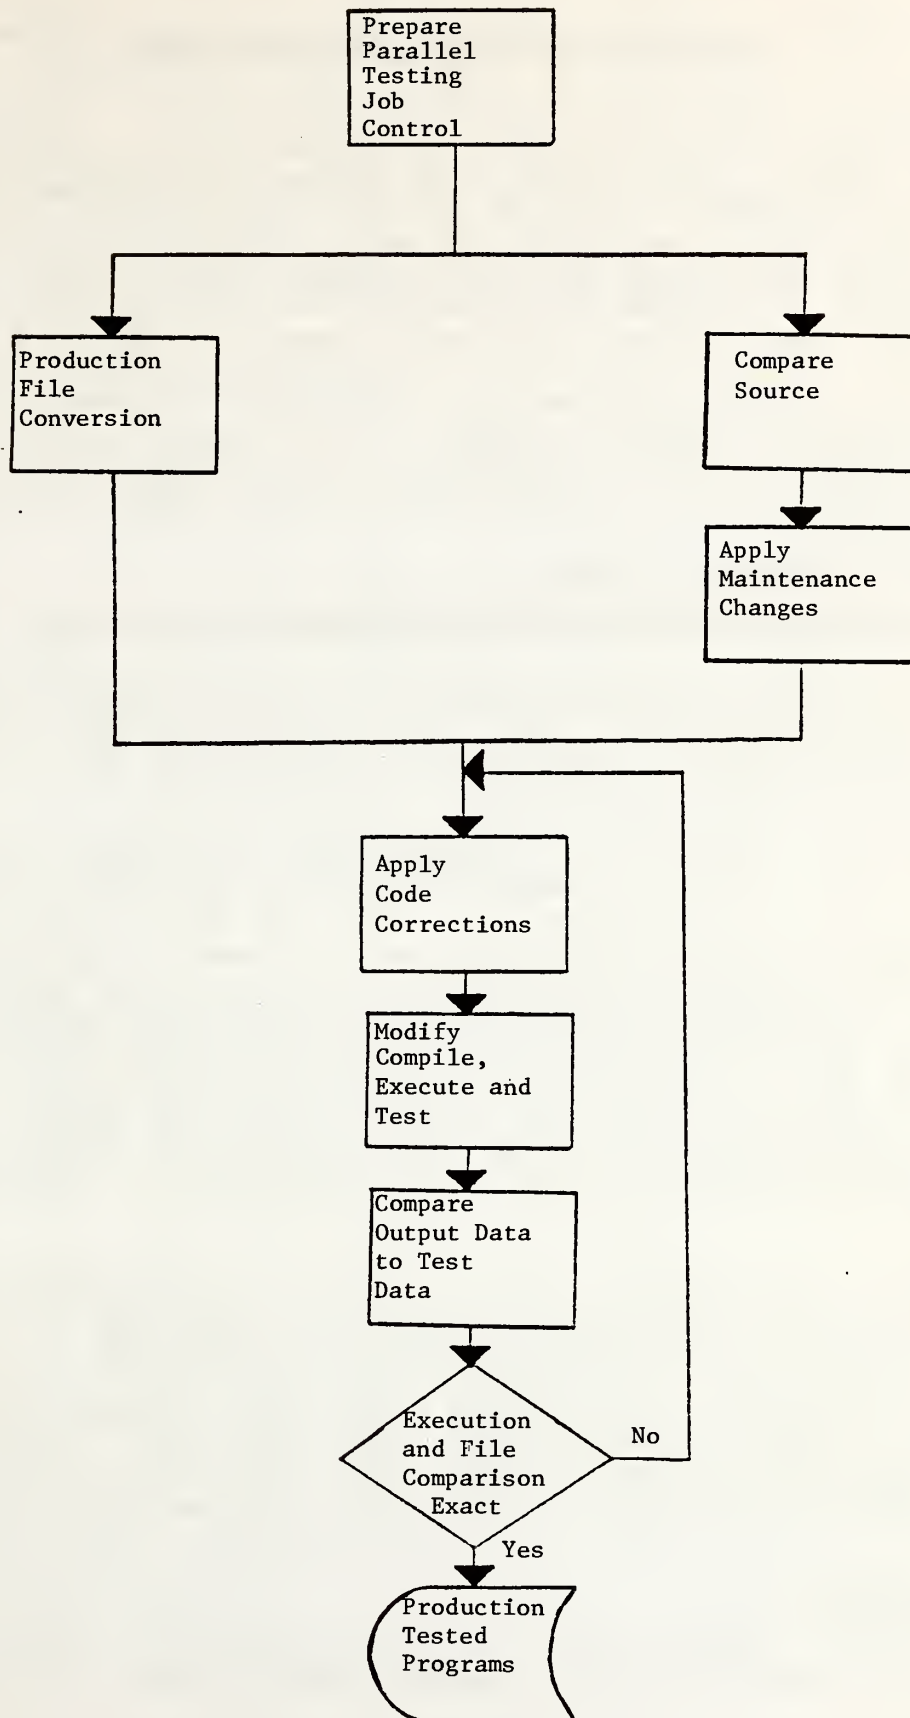 Prepare
Parallel
Testing
Job
Control
Production
File
Conversion
Compare
Source
Apply
Maintenance
Changes
Apply
Code
Corrections
Modify
Compile,
Execute and
Test
Compare
Output Data
to Test
Data
Execution
and File
Comparison
Exact
No
Yes
Production
Tested
Programs